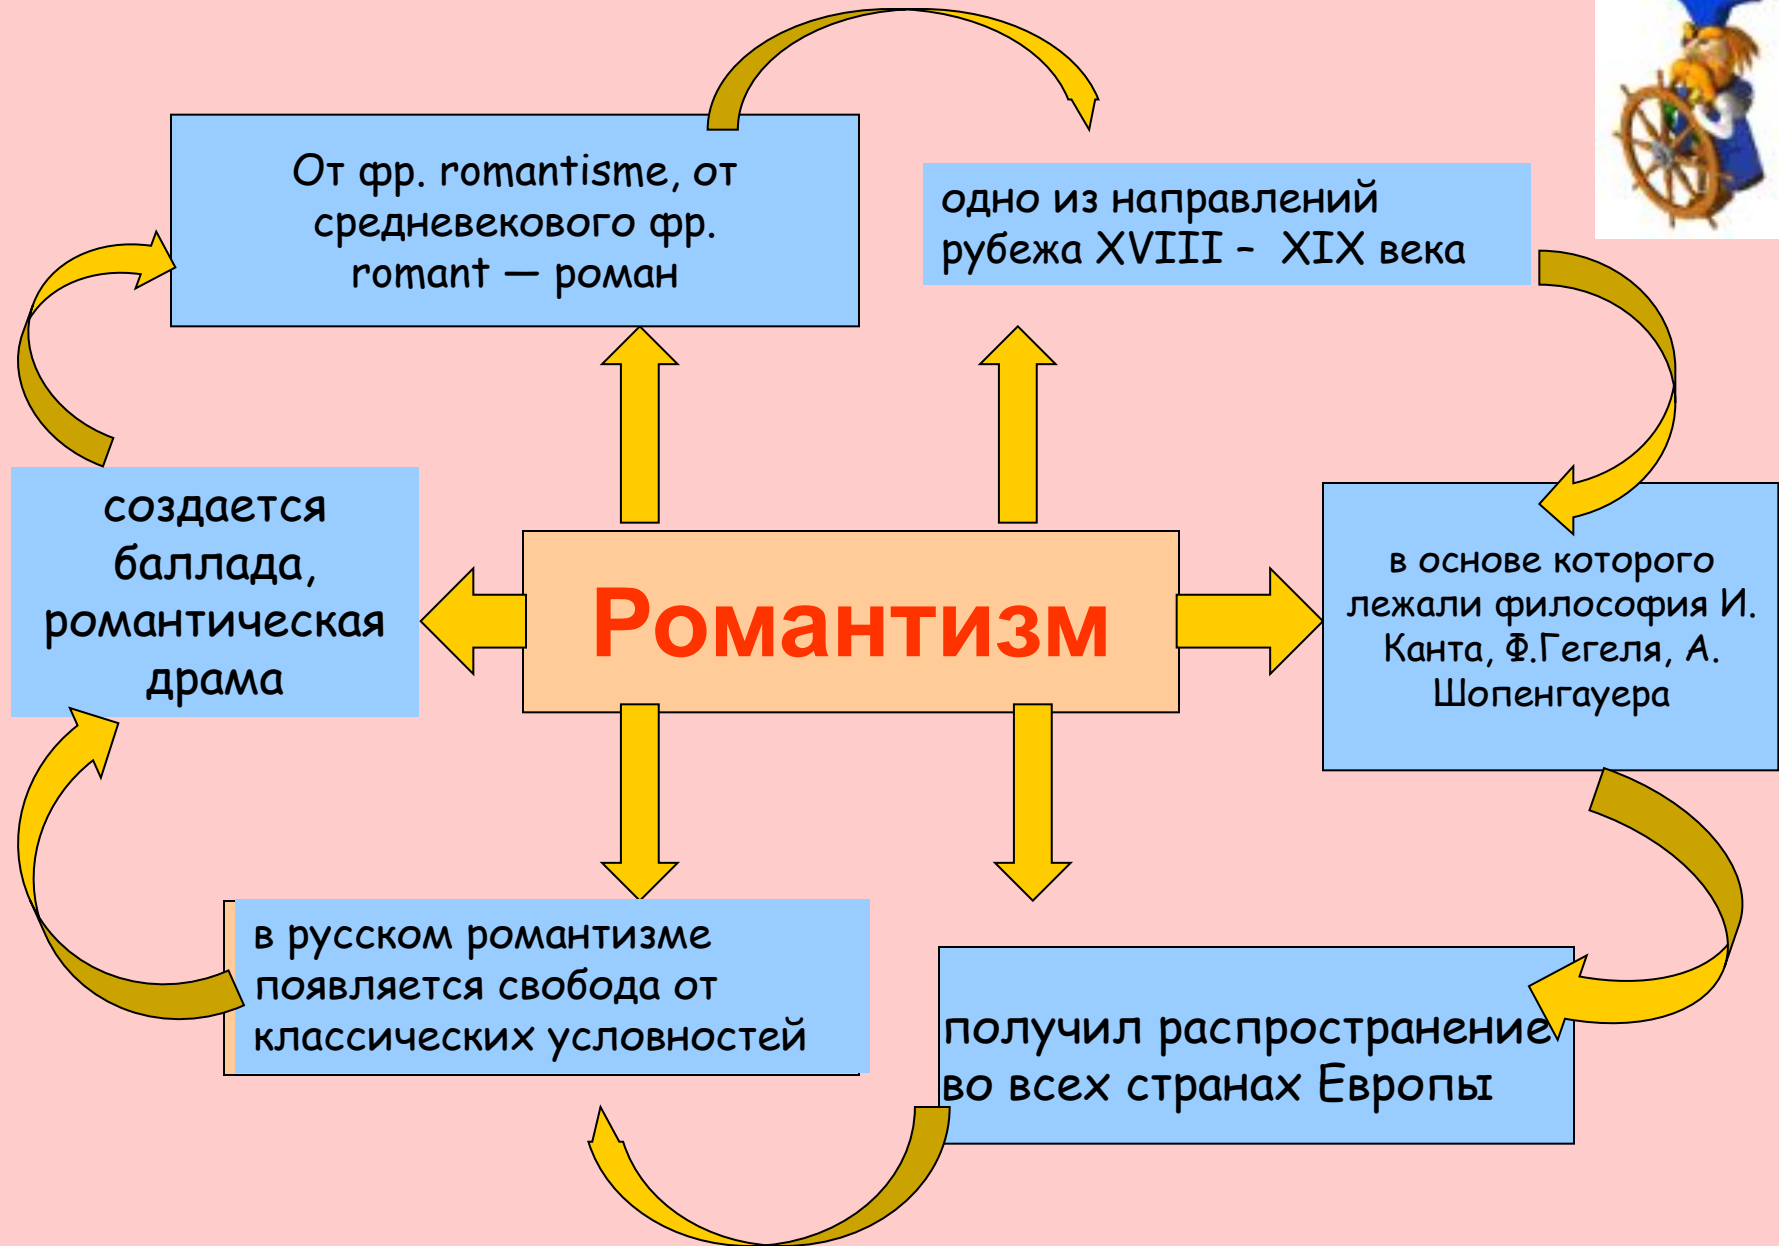 От фр. romantisme, от
средневекового фр.
romant — роман
одно из направлений
рубежа XVIII – XIX века
в основе которого
лежали философия И.
Канта, Ф.Гегеля, А.
Шопенгауера
получил распространение
во всех странах Европы
в русском романтизме
появляется свобода от
классических условностей
создается
баллада,
романтическая
драма
Романтизм